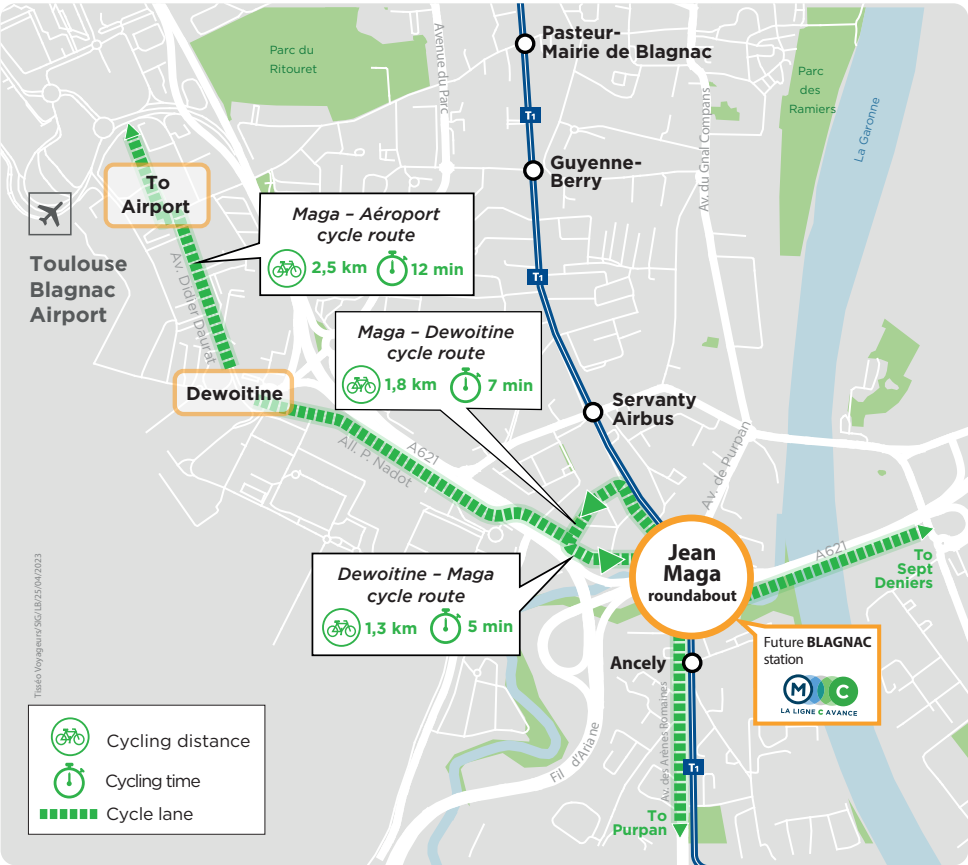 Pasteur-
Mairie de Blagnac
Parc du
Ritouret
Avenue du Parc
Parc
des
Ramiers
La Garonne
T1
Av. du Gnal Compans
Guyenne-
Berry
To
Airport
Toulouse
Blagnac
Airport
Av. Didier Daurat
Maga – Aéroport
cycle route
2,5 km 12 min
T1
Maga – Dewoitine
cycle route
1,8 km 7 min
Dewoitine
Servanty
Airbus
A621
All. P. Nadot
Av. de Purpan
Jean
Maga
roundabout
A621
To
Sept
Deniers
Dewoitine – Maga
cycle route
1,3 km 5 min
Tisséo Voyageurs/SIG/LB/25/04/2023
Ancely
Future BLAGNAC
station
M C
LA LIGNE C AVANCE
Fil d'Ariane
Av. des Arènes Romaines
T1
To
Purpan
Cycling distance
Cycling time
Cycle lane